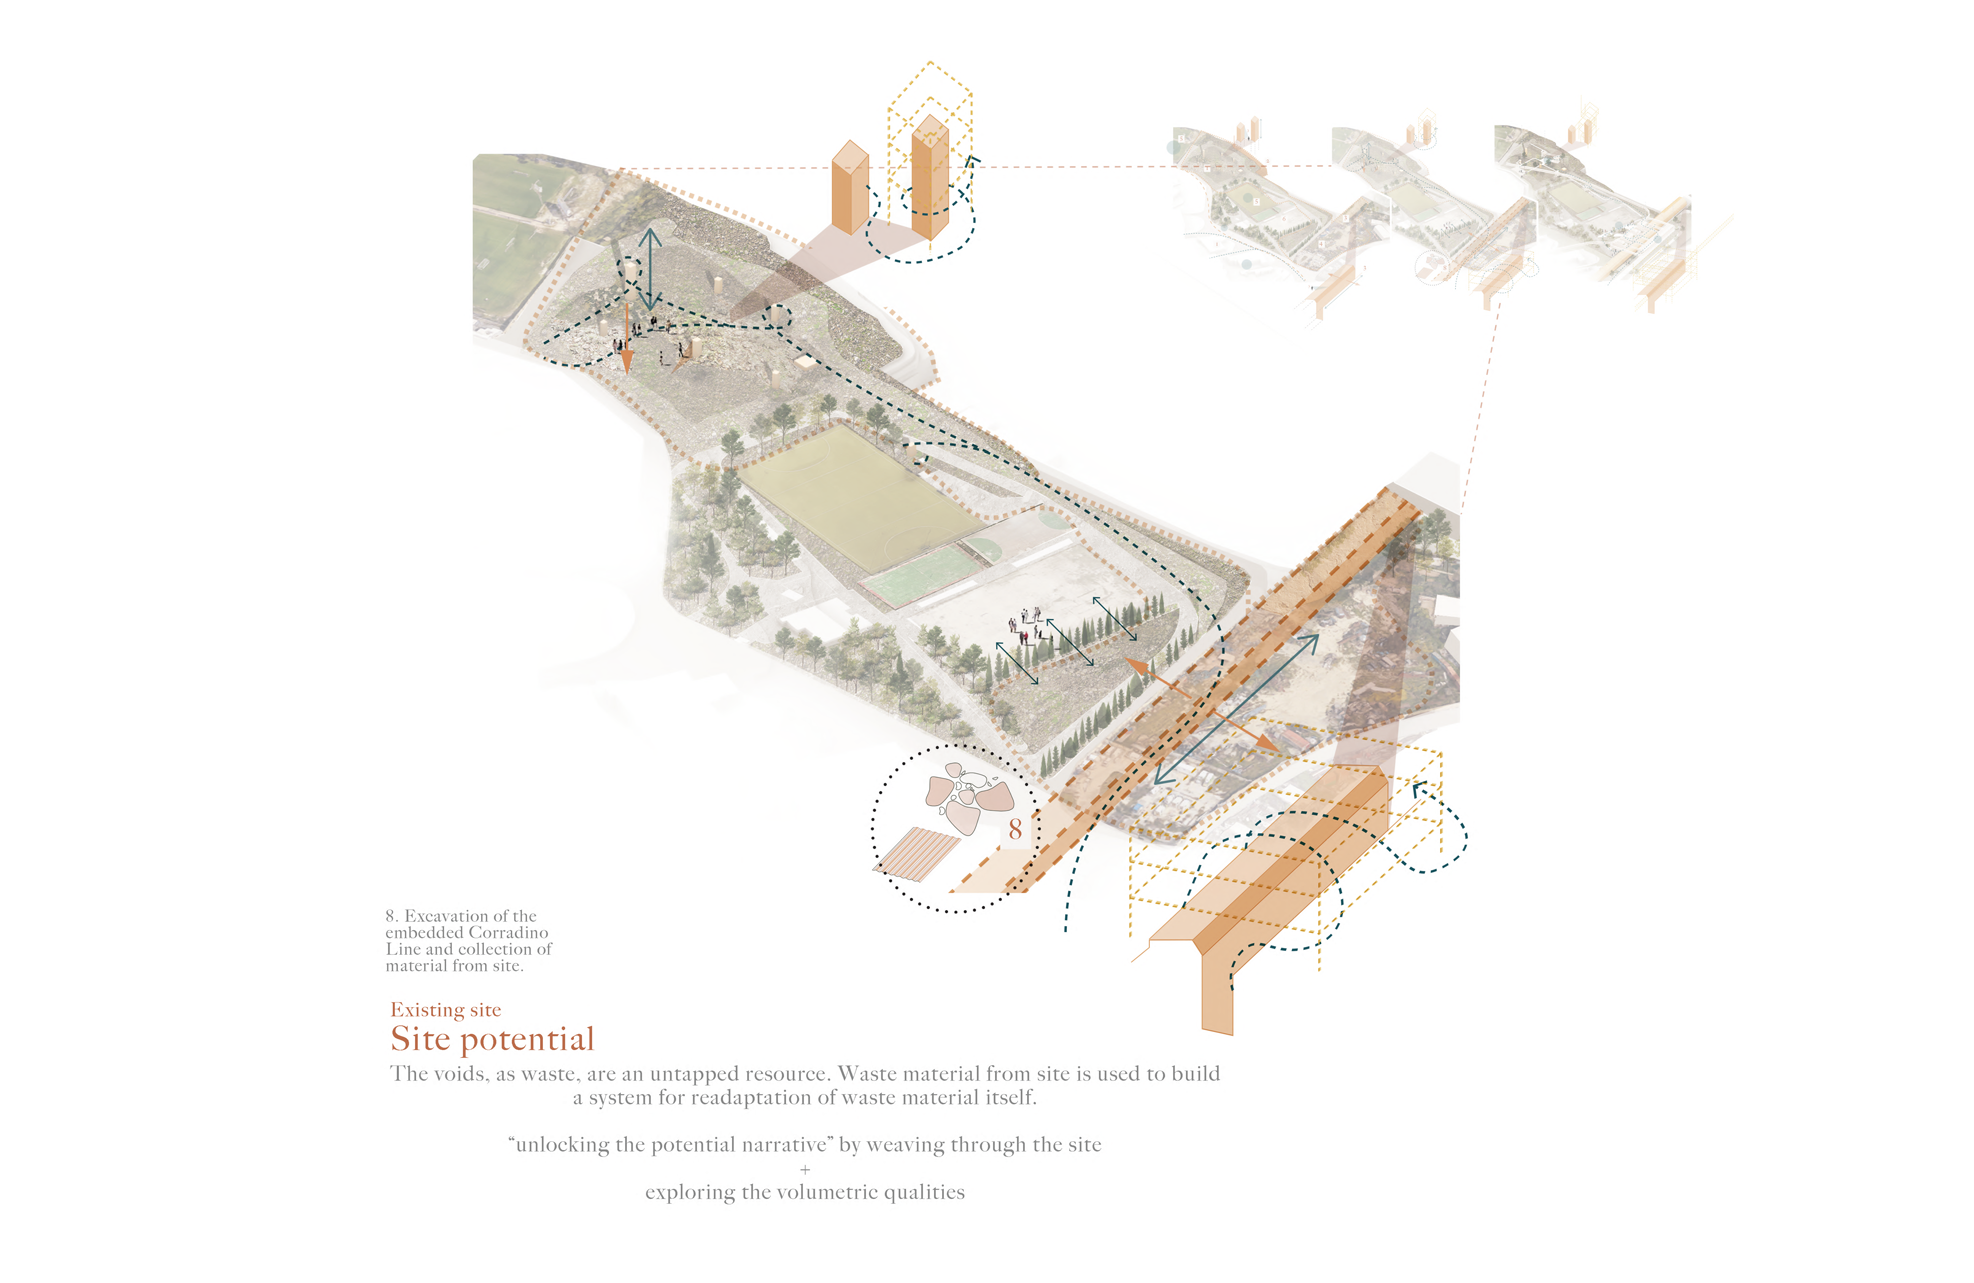 8
8. Excavation of the
embedded Corradino
Line and collection of
material from site.
Existing site
Site potential
The voids, as waste, are an untapped resource. Waste material from site is used to build
a system for readaptation of waste material itself.
“unlocking the potential narrative” by weaving through the site
+
exploring the volumetric qualities